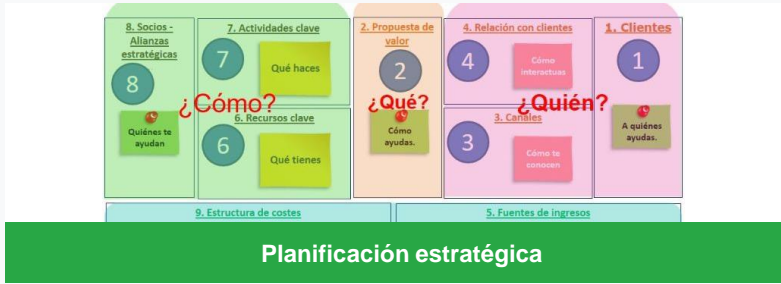 8. Socios -
Alianzas
estratégicas
8
Quiénes te
ayudan
7. Actividades clave
7
Qué haces
¿Cómo?
6. Recursos clave
6
Qué tienes
2. Propuesta de
valor
2
¿Qué?
Cómo
ayudas.
4. Relación con clientes
4
Cómo
interactuas
¿Quién?
3. Canales
3
Cómo te
conocen
1. Clientes
1
A quiénes
ayudas.
9. Estructura de costes
5. Fuentes de ingresos
Planificación estratégica